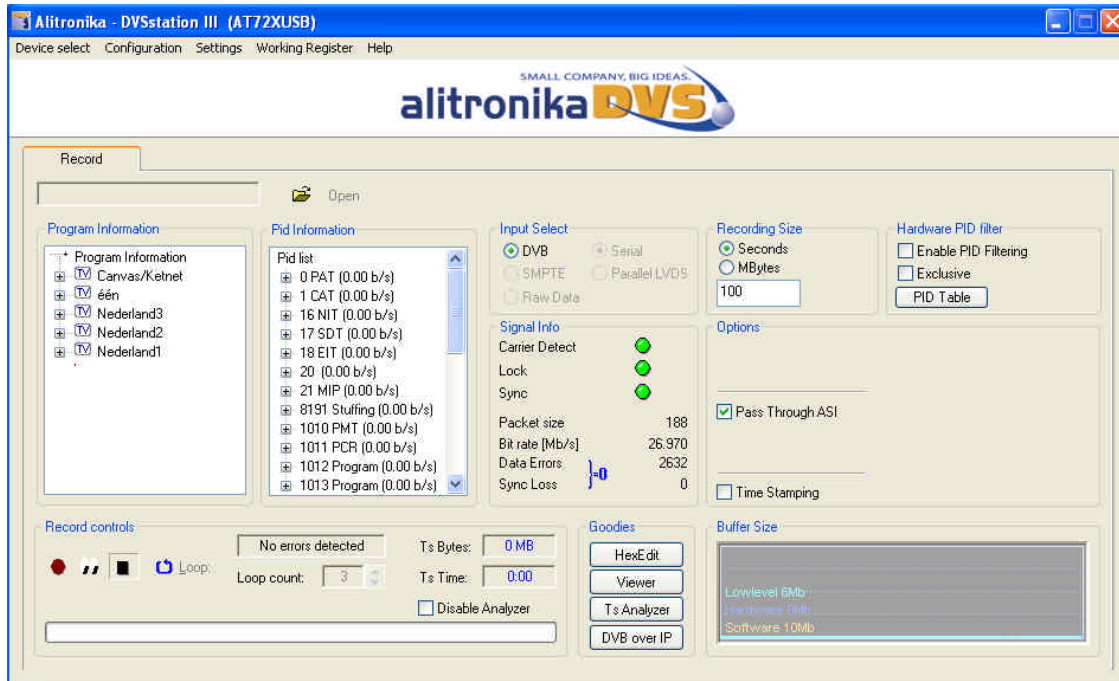 Alitronika - DVSstation III (AT72XUSB)
Device select Configuration Settings Working Register Help
SMALL COMPANY, BIG IDEAS.
alitronika DVS
Record
Open
Program Information
Program Information
TV Canvas/Ketnet
TV één
TV Nederland3
TV Nederland2
TV Nederland1
Pid Information
Pid list
0 PAT (0.00 b/s)
1 CAT (0.00 b/s)
16 NIT (0.00 b/s)
17 SDT (0.00 b/s)
18 EIT (0.00 b/s)
20 (0.00 b/s)
21 MIP (0.00 b/s)
8191 Stuffing (0.00 b/s)
1010 PMT (0.00 b/s)
1011 PCR (0.00 b/s)
1012 Program (0.00 b/s)
1013 Program (0.00 b/s)
Input Select
DVB Serial
SMPTE Parallel LVDS
Raw Data
Signal Info
Carrier Detect
Lock
Sync
Packet size 188
Bit rate [Mb/s] 26.970
Data Errors 2632
}=0
Sync Loss 0
Recording Size
Seconds
MBytes
100
Hardware PID filter
Enable PID Filtering
Exclusive
PID Table
Options
Pass Through ASI
Time Stamping
Record controls
No errors detected
Loop:
Loop count: 3
Ts Bytes: 0 MB
Ts Time: 0:00
Disable Analyzer
Goodies
HexEdit
Viewer
Ts Analyzer
DVB over IP
Buffer Size
Lowlevel 6Mb
Software 10Mb